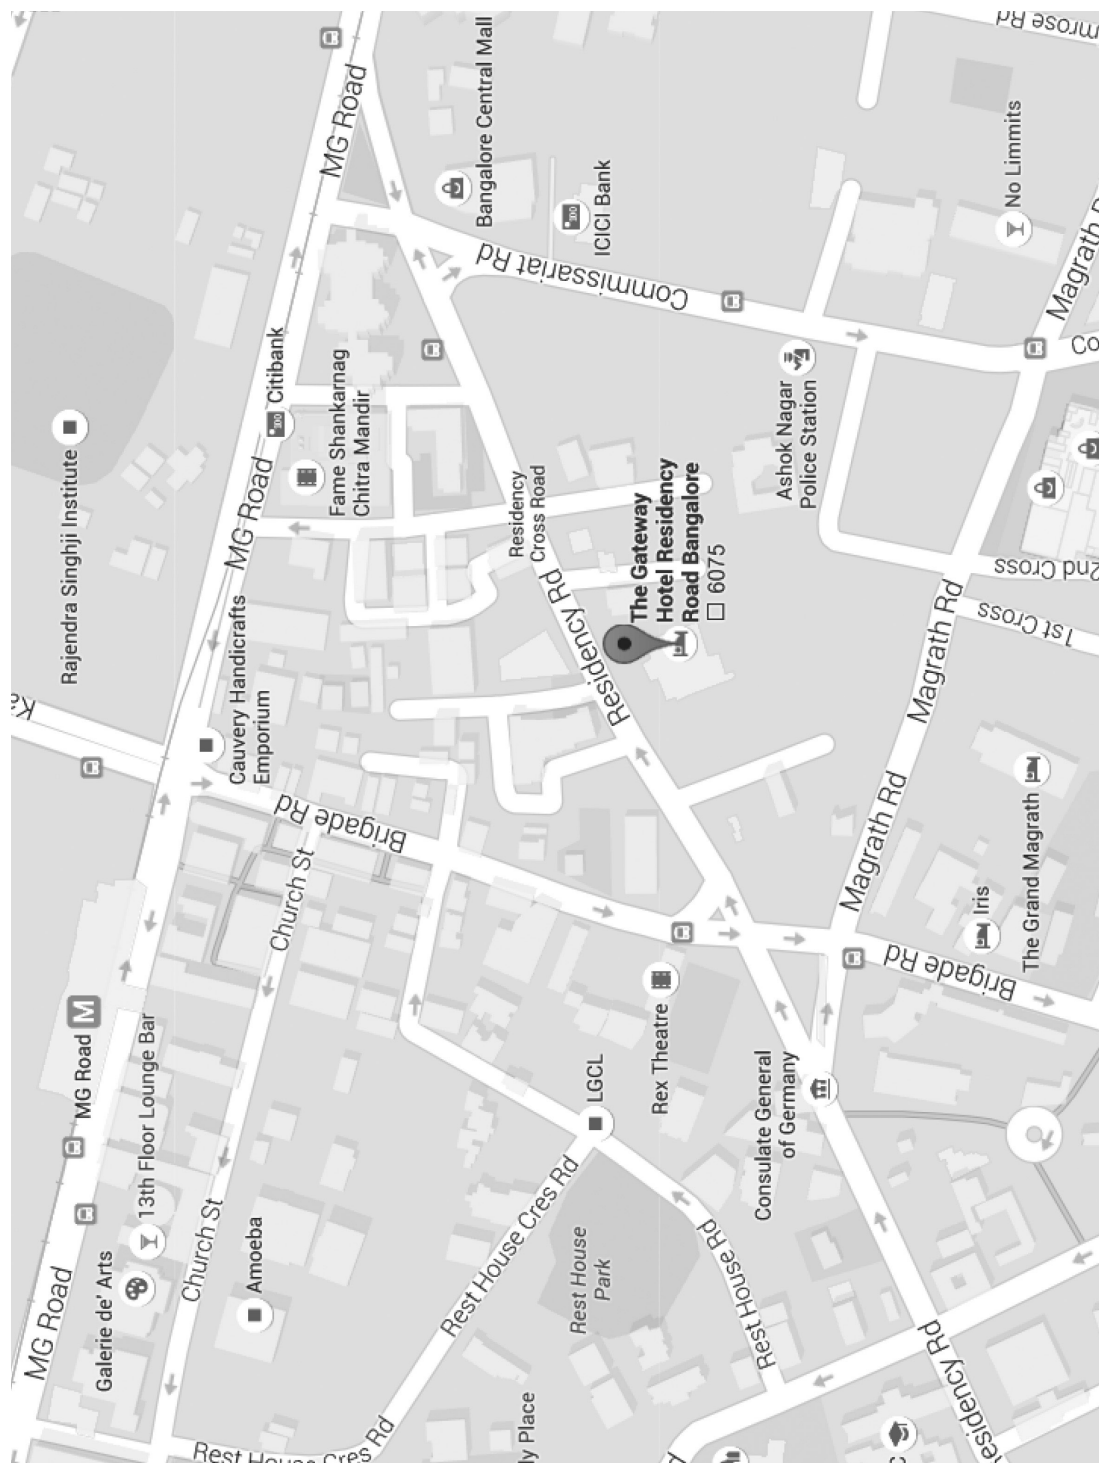 MG Road
Bangalore Central Mall
ICICI Bank
No Limmits
Magrath
Commissariat Rd
Citibank
Fame Shankarnag
Chitra Mandir
MG Road
Rajendra Singhji Institute
Residency
Cross Road
Ashok Nagar
Police Station
The Gateway
Hotel Residency
Road Bangalore
□ 6075
2nd Cross
1st Cross
Magrath Rd
Residency Rd
Cauvery Handicrafts
Emporium
Brigade Rd
Brigade Rd
Church St
Magrath Rd
The Grand Magrath
Iris
Brigade Rd
MG Road
M
13th Floor Lounge Bar
Rex Theatre
LGCL
Consulate General
of Germany
Church St
Amoeba
Galerie de' Arts
MG Road
Rest House Cres Rd
Rest House
Park
Rest House Rd
Residency Rd
Rest House Cres Rd
Place